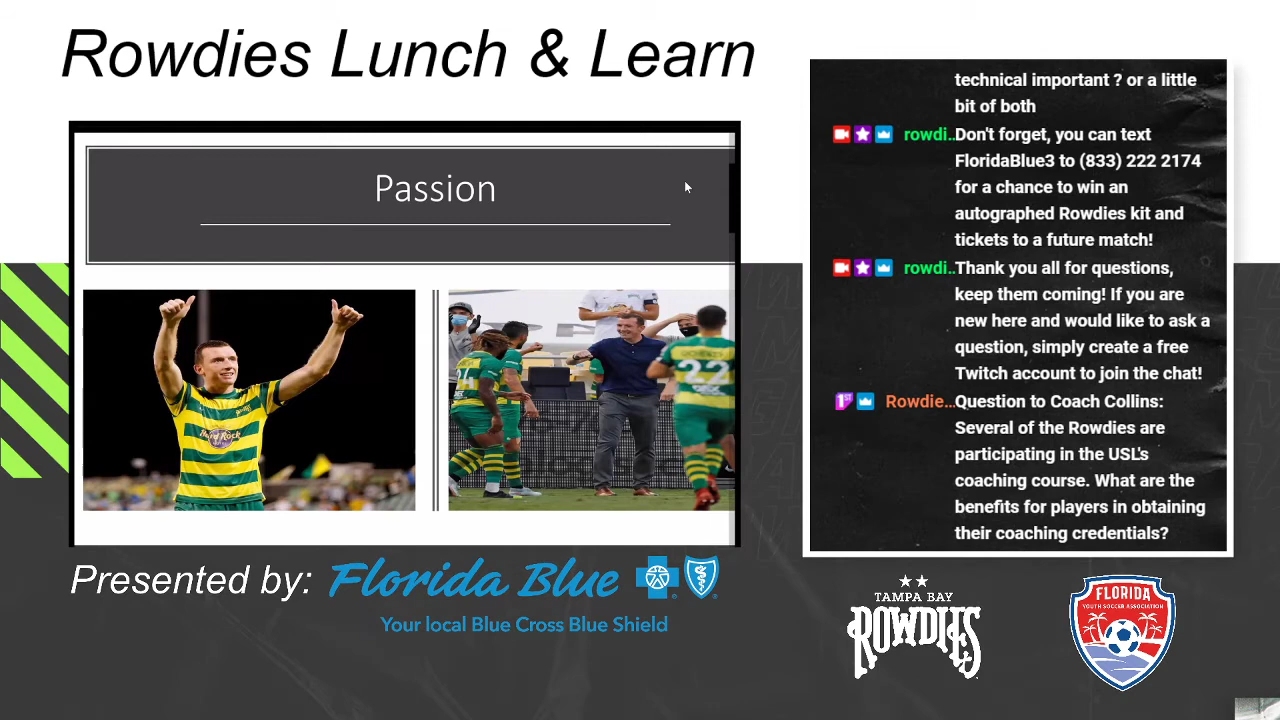 Rowdies Lunch & Learn
Passion
Hard Rock
24
22
technical important ? or a little
bit of both
rowdi.. Don't forget, you can text
FloridaBlue3 to (833) 222 2174
for a chance to win an
autographed Rowdies kit and
tickets to a future match!
rowdi.. Thank you all for questions,
keep them coming! If you are
new here and would like to ask a
question, simply create a free
Twitch account to join the chat!
1ST Rowdie... Question to Coach Collins:
Several of the Rowdies are
participating in the USL's
coaching course. What are the
benefits for players in obtaining
their coaching credentials?
Presented by: Florida Blue
Your local Blue Cross Blue Shield
TAMPA BAY
ROWDIES
FLORIDA
YOUTH SOCCER ASSOCIATION